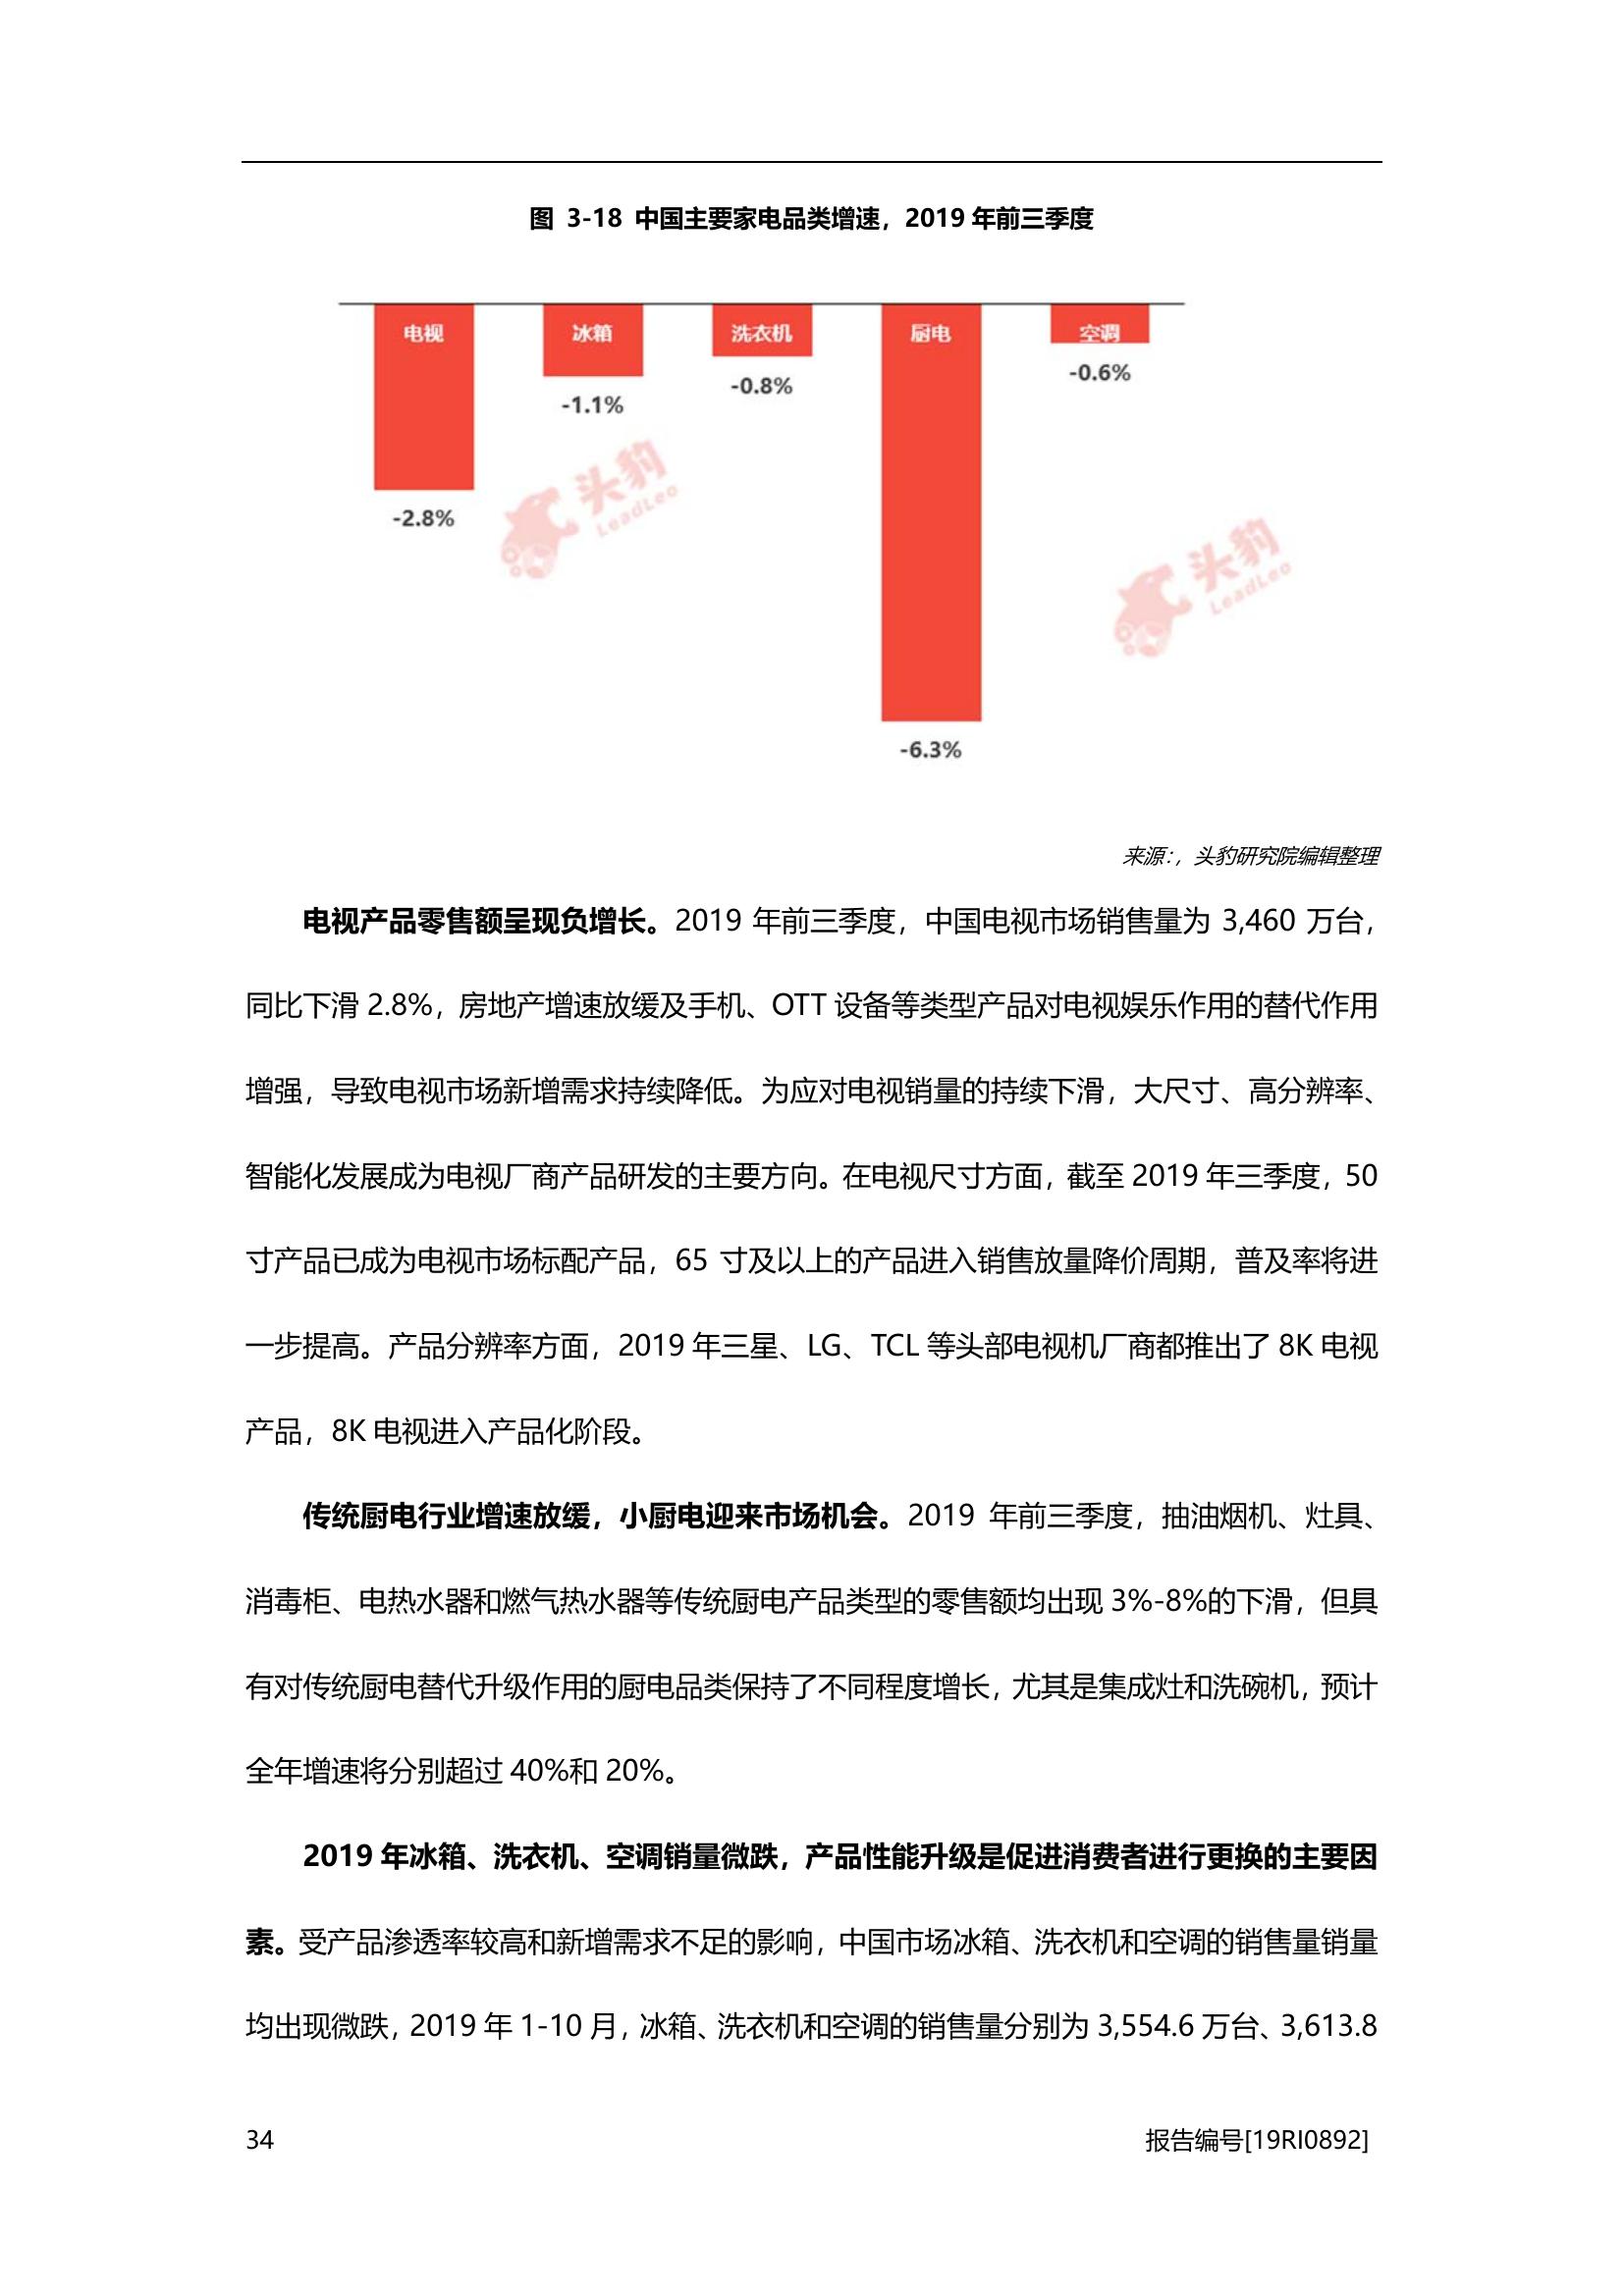 图 3-18 中国主要家电品类增速，2019 年前三季度
电视 冰箱 洗衣机 厨电 空调
-0.6%
-0.8%
-1.1%
-2.8%
-6.3%
头豹
LeadLeo
头豹
LeadLeo
来源：，头豹研究院编辑整理
电视产品零售额呈现负增长。2019 年前三季度，中国电视市场销售量为 3,460 万台，
同比下滑 2.8%，房地产增速放缓及手机、OTT 设备等类型产品对电视娱乐作用的替代作用
增强，导致电视市场新增需求持续降低。为应对电视销量的持续下滑，大尺寸、高分辨率、
智能化发展成为电视厂商产品研发的主要方向。在电视尺寸方面，截至 2019 年三季度，50
寸产品已成为电视市场标配产品，65 寸及以上的产品进入销售放量降价周期，普及率将进
一步提高。产品分辨率方面，2019 年三星、LG、TCL 等头部电视机厂商都推出了 8K 电视
产品，8K 电视进入产品化阶段。
传统厨电行业增速放缓，小厨电迎来市场机会。2019 年前三季度，抽油烟机、灶具、
消毒柜、电热水器和燃气热水器等传统厨电产品类型的零售额均出现 3%-8%的下滑，但具
有对传统厨电替代升级作用的厨电品类保持了不同程度增长，尤其是集成灶和洗碗机，预计
全年增速将分别超过 40%和 20%。
2019 年冰箱、洗衣机、空调销量微跌，产品性能升级是促进消费者进行更换的主要因
素。受产品渗透率较高和新增需求不足的影响，中国市场冰箱、洗衣机和空调的销售量销量
均出现微跌，2019 年 1-10 月，冰箱、洗衣机和空调的销售量分别为 3,554.6 万台、3,613.8
34
报告编号[19RI0892]